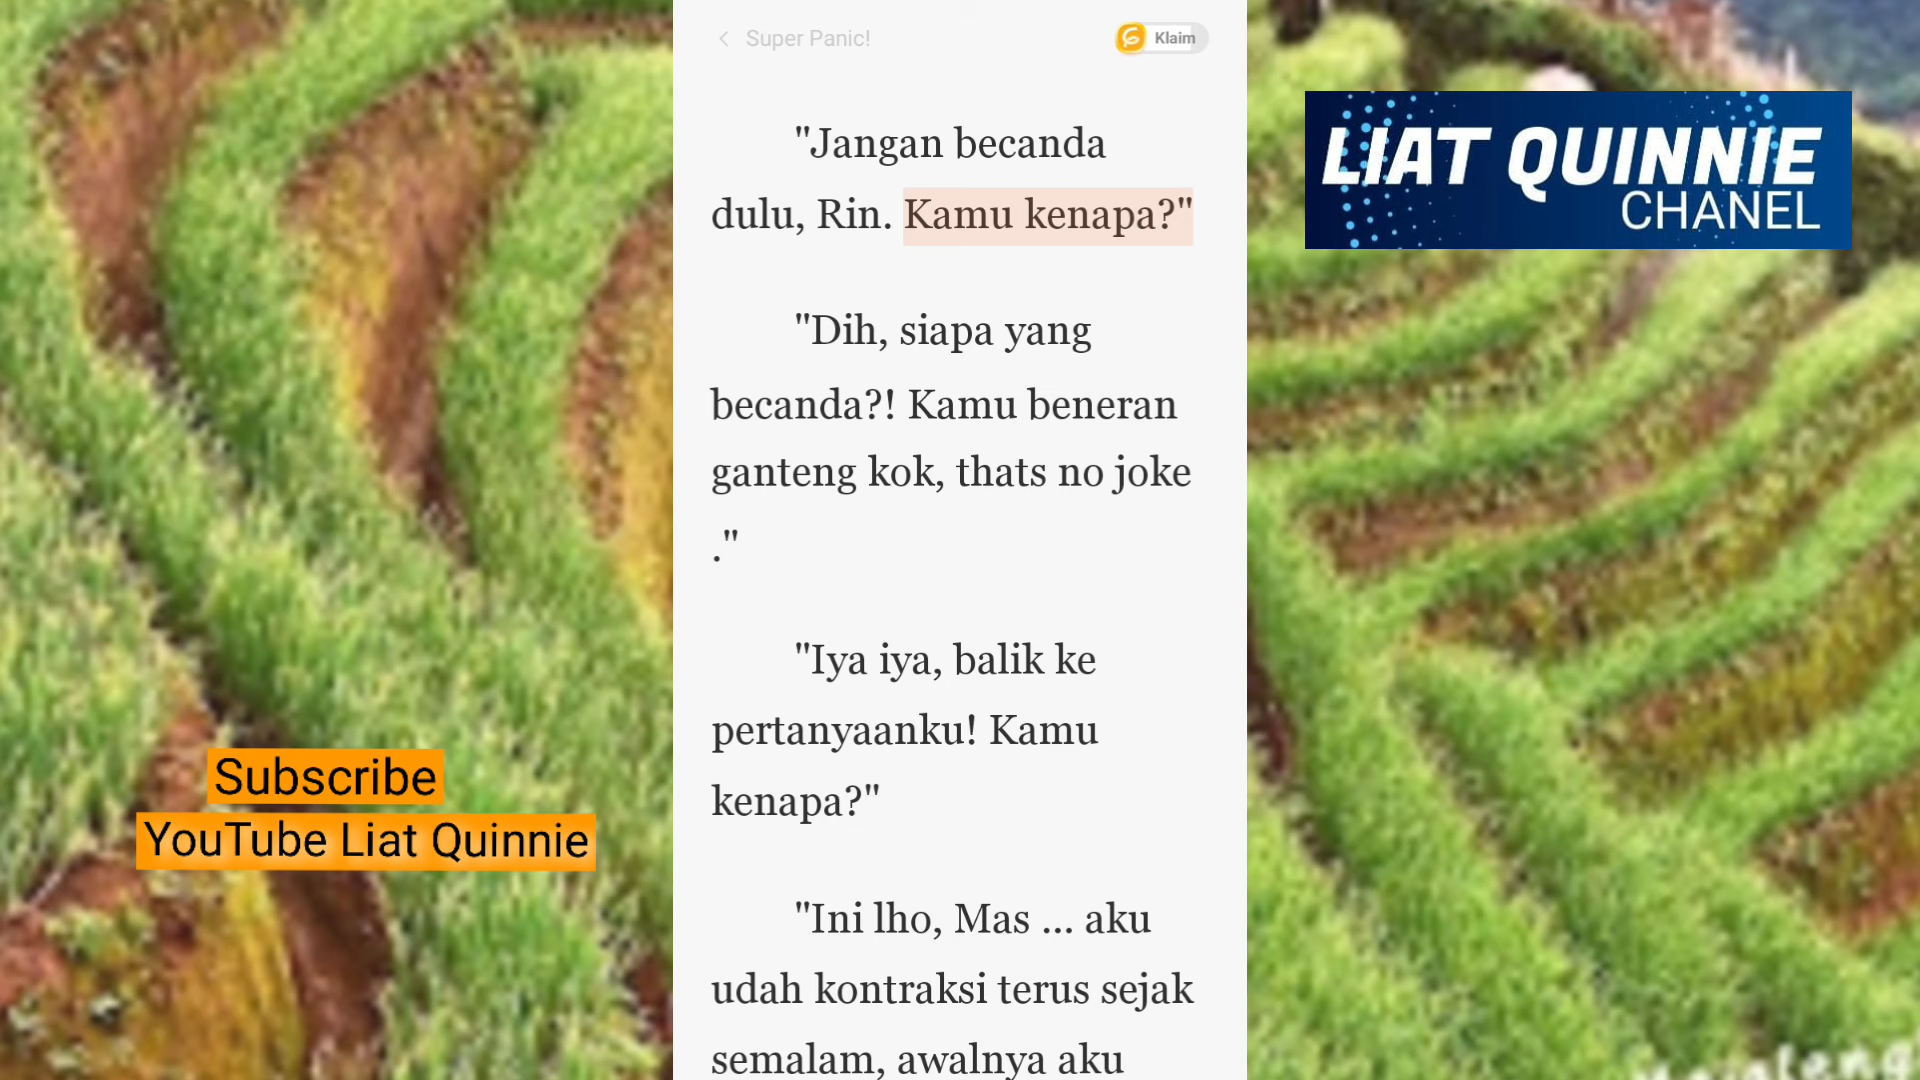 Super Panic!
Klaim
"Jangan becanda
dulu, Rin. Kamu kenapa?"
"Dih, siapa yang
becanda?! Kamu beneran
ganteng kok, thats no joke
."
"Iya iya, balik ke
pertanyaanku! Kamu
kenapa?"
"Ini lho, Mas ... aku
udah kontraksi terus sejak
semalam, awalnya aku
LIAT QUINNIE
CHANEL
Subscribe
YouTube Liat Quinnie